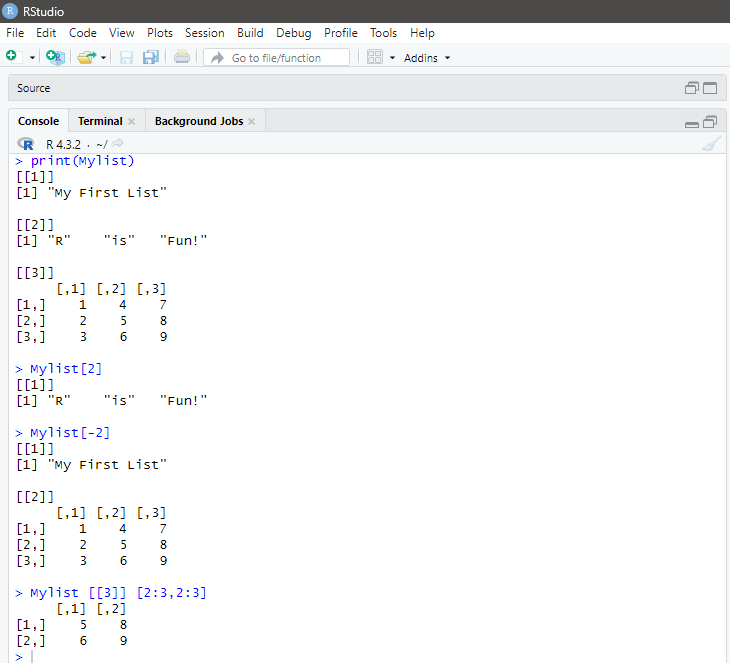 R RStudio
File Edit Code View Plots Session Build Debug Profile Tools Help
R Go to file/function Addins
Source
Console Terminal × Background Jobs ×
R R 4.3.2 · ~/
> print(Mylist)
[[1]]
[1] "My First List"
[[2]]
[1] "R"    "is"   "Fun!"
[[3]]
     [,1] [,2] [,3]
[1,]    1    4    7
[2,]    2    5    8
[3,]    3    6    9
> Mylist[2]
[[1]]
[1] "R"    "is"   "Fun!"
> Mylist[-2]
[[1]]
[1] "My First List"
[[2]]
     [,1] [,2] [,3]
[1,]    1    4    7
[2,]    2    5    8
[3,]    3    6    9
> Mylist [[3]] [2:3,2:3]
     [,1] [,2]
[1,]    5    8
[2,]    6    9
>